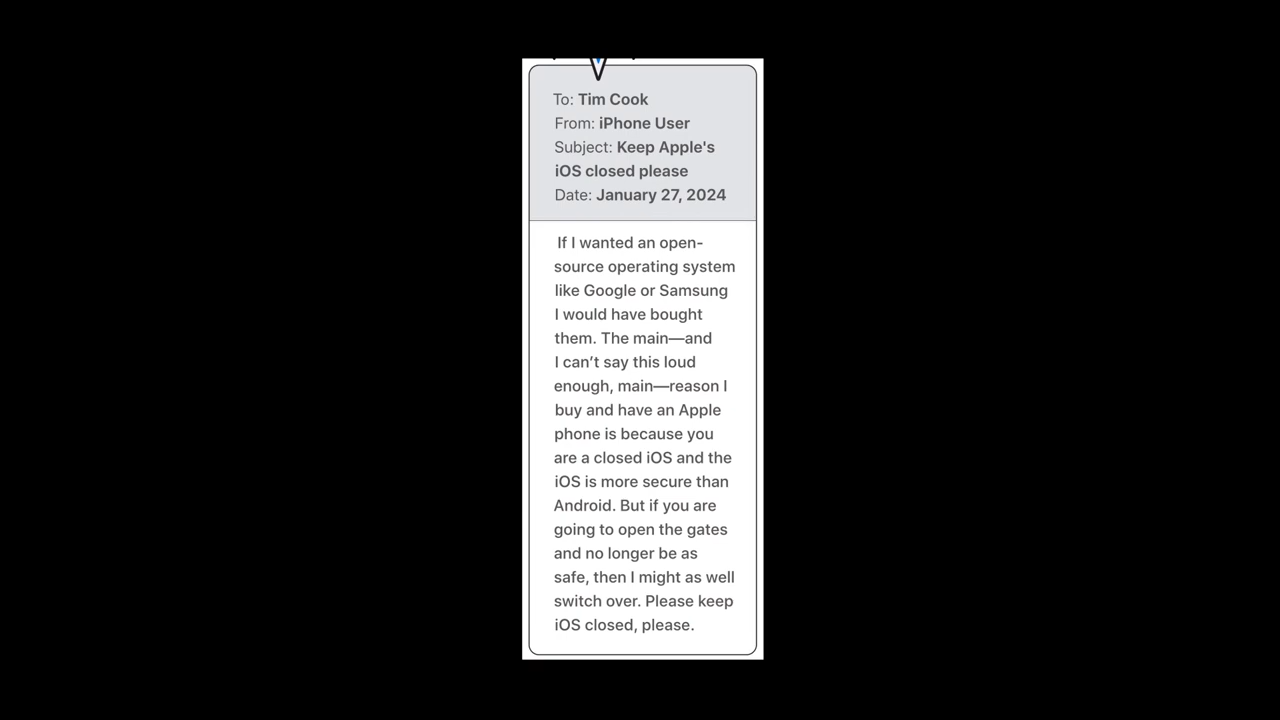 To: Tim Cook
From: iPhone User
Subject: Keep Apple's
iOS closed please
Date: January 27, 2024
If I wanted an open-
source operating system
like Google or Samsung
I would have bought
them. The main—and
I can’t say this loud
enough, main—reason I
buy and have an Apple
phone is because you
are a closed iOS and the
iOS is more secure than
Android. But if you are
going to open the gates
and no longer be as
safe, then I might as well
switch over. Please keep
iOS closed, please.